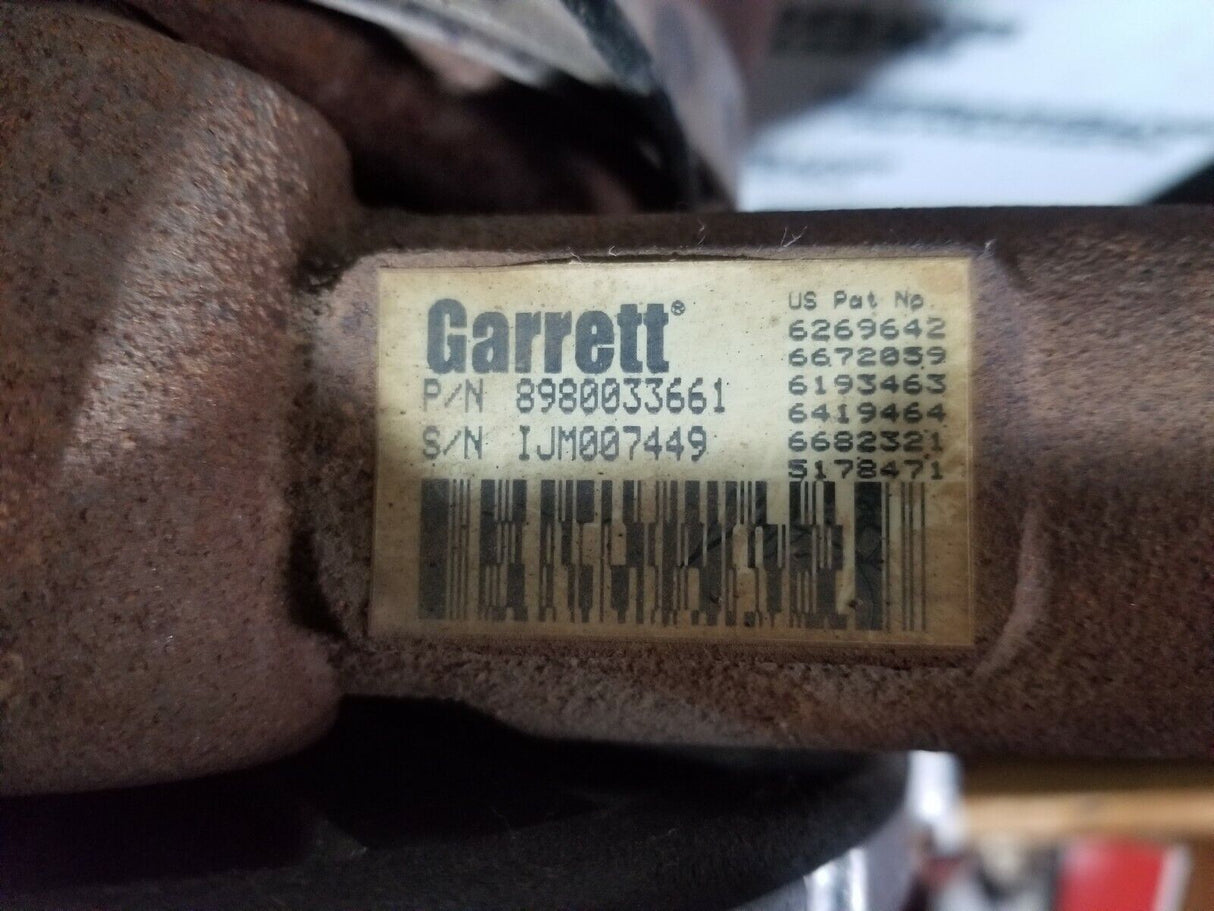 Garrett®
P/N 8980033661
S/N IJM007449
US Pat No.
6269642
6672059
6193463
6419464
6682321
5178471